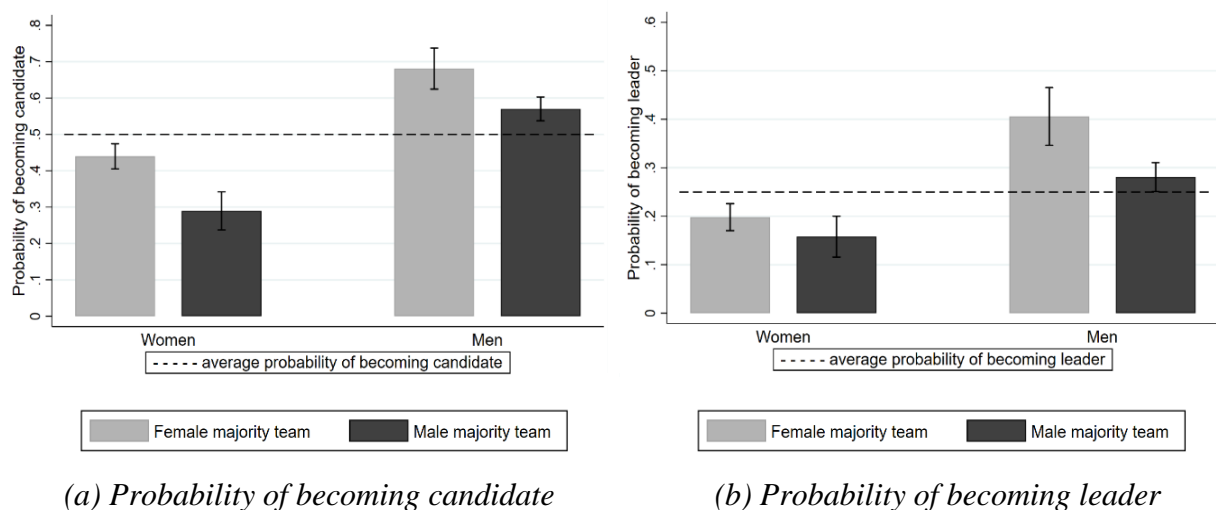 Probability of becoming candidate
.8
.7
.6
.5
.4
.3
.2
.1
0
Women
Men
----- average probability of becoming candidate
Female majority team
Male majority team
(a) Probability of becoming candidate
Probability of becoming leader
.6
.5
.4
.3
.2
.1
0
Women
Men
----- average probability of becoming leader
Female majority team
Male majority team
(b) Probability of becoming leader